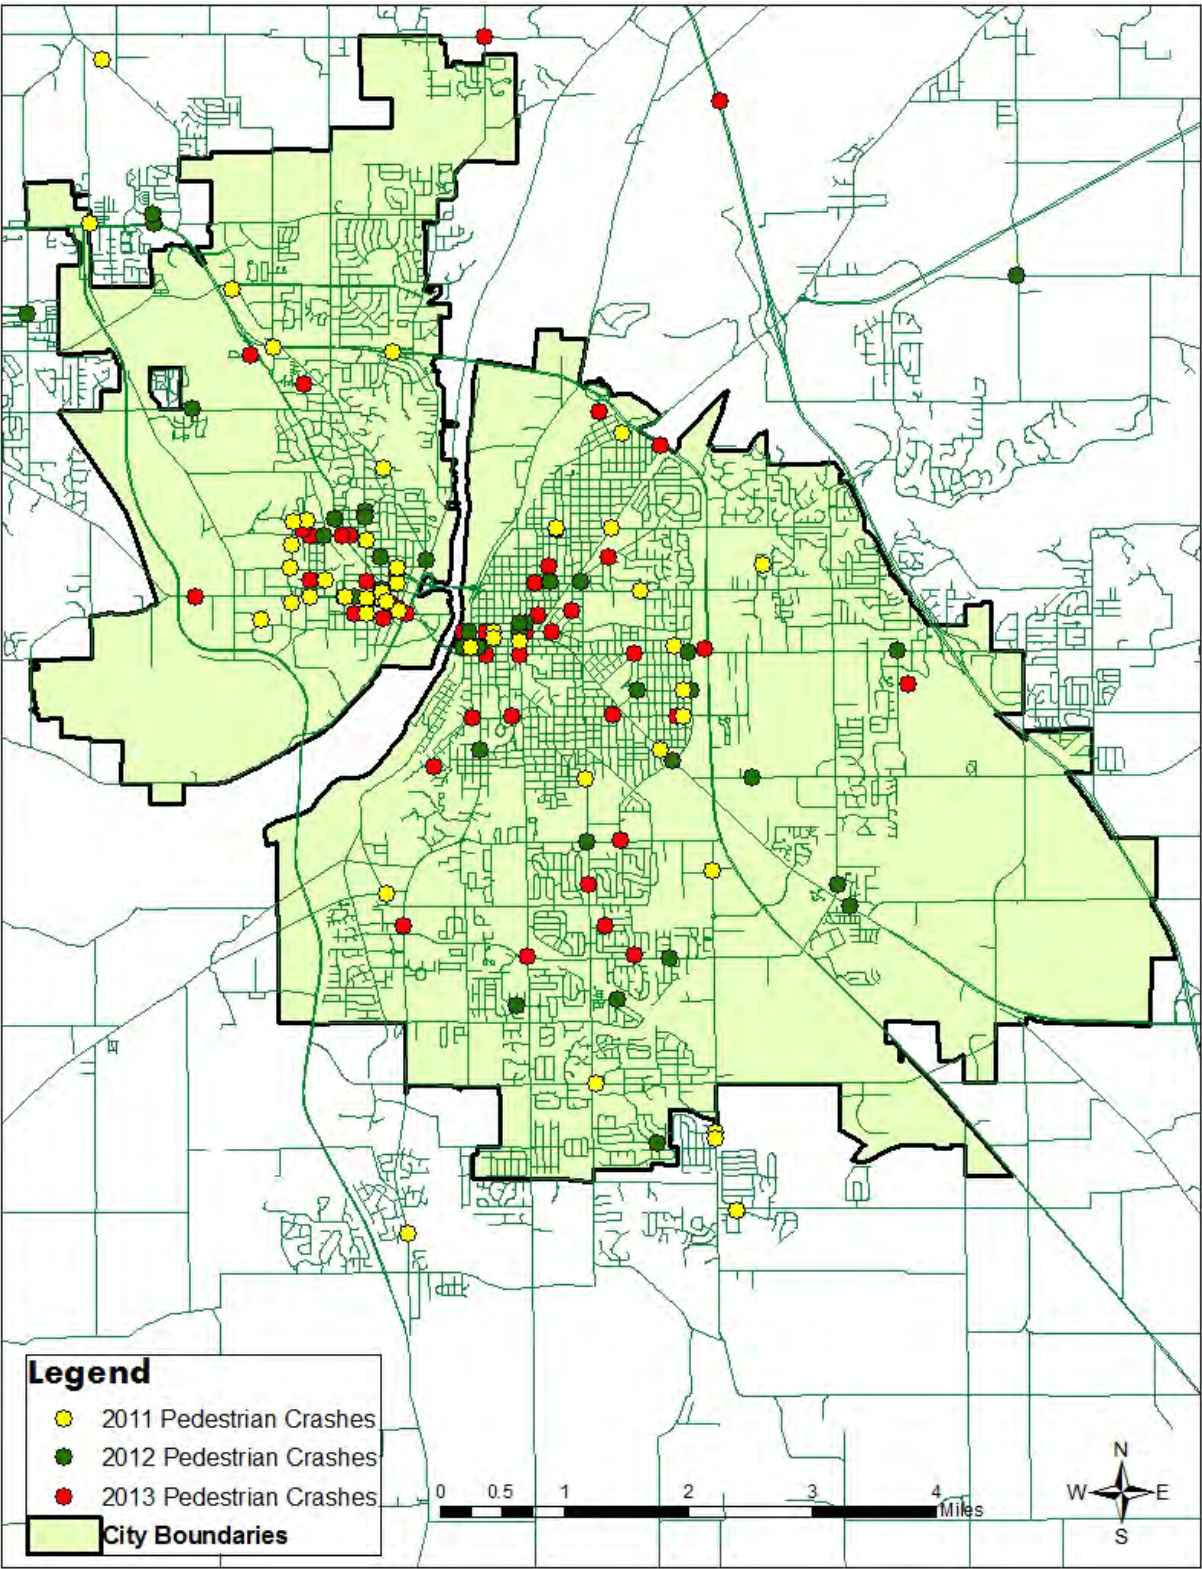 Legend
2011 Pedestrian Crashes
2012 Pedestrian Crashes
2013 Pedestrian Crashes
City Boundaries
0 0.5 1 2 3 4
Miles
N
W E
S